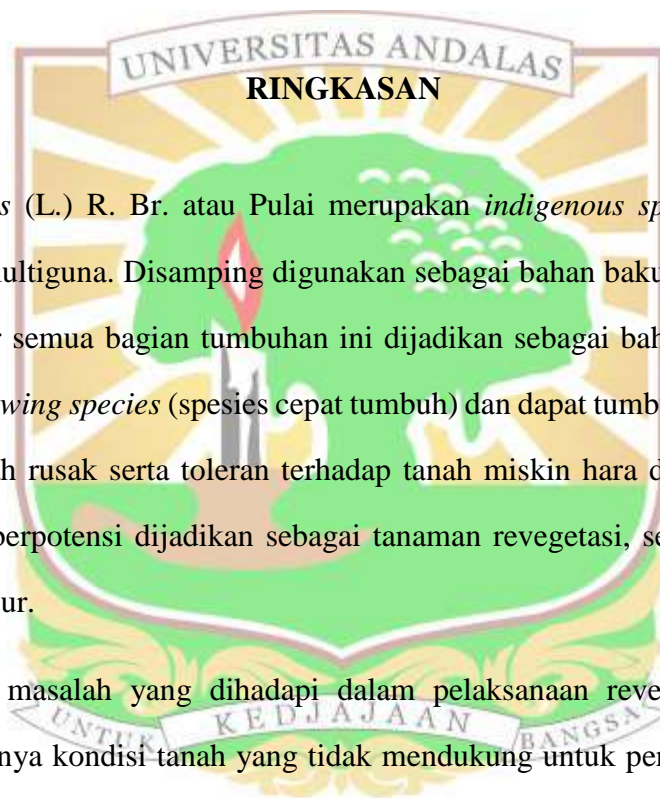 UNIVERSITAS ANDALAS
RINGKASAN
s (L.) R. Br. atau Pulai merupakan indigenous sp
ultiguna. Disamping digunakan sebagai bahan baku
semua bagian tumbuhan ini dijadikan sebagai bah
wing species (spesies cepat tumbuh) dan dapat tumb
h rusak serta toleran terhadap tanah miskin hara d
berpotensi dijadikan sebagai tanaman revegetasi, se
ur.
masalah yang dihadapi dalam pelaksanaan reve
UNTUK KEDJAJAAN BANGSA
nya kondisi tanah yang tidak mendukung untuk per